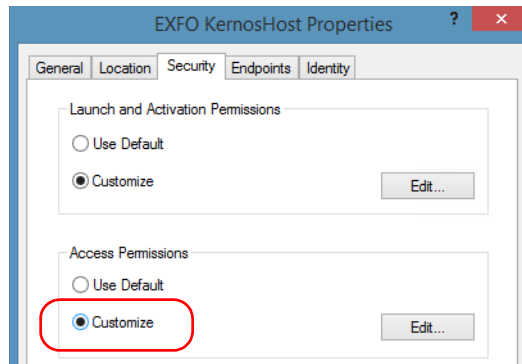 EXFO KernosHost Properties
?
×
General Location Security Endpoints Identity
Launch and Activation Permissions
Use Default
Customize
Edit...
Access Permissions
Use Default
Customize
Edit...